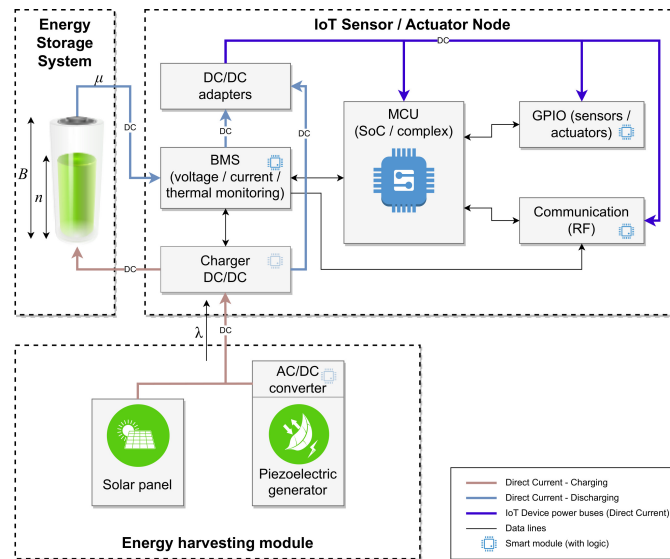 Energy
Storage
System
IoT Sensor / Actuator Node
μ
DC
B
n
DC/DC
adapters
DC
DC
DC
BMS
(voltage / current /
thermal monitoring)
MCU
(SoC / complex)
GPIO (sensors /
actuators)
Communication
(RF)
Charger
DC/DC
DC
λ
DC
AC/DC
converter
Solar panel
Piezoelectric
generator
Energy harvesting module
Direct Current - Charging
Direct Current - Discharging
IoT Device power buses (Direct Current)
Data lines
Smart module (with logic)